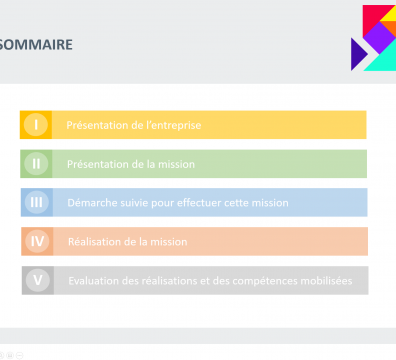 SOMMAIRE
I Présentation de l'entreprise
II Présentation de la mission
III Démarche suivie pour effectuer cette mission
IV Réalisation de la mission
V Evaluation des réalisations et des compétences mobilisées